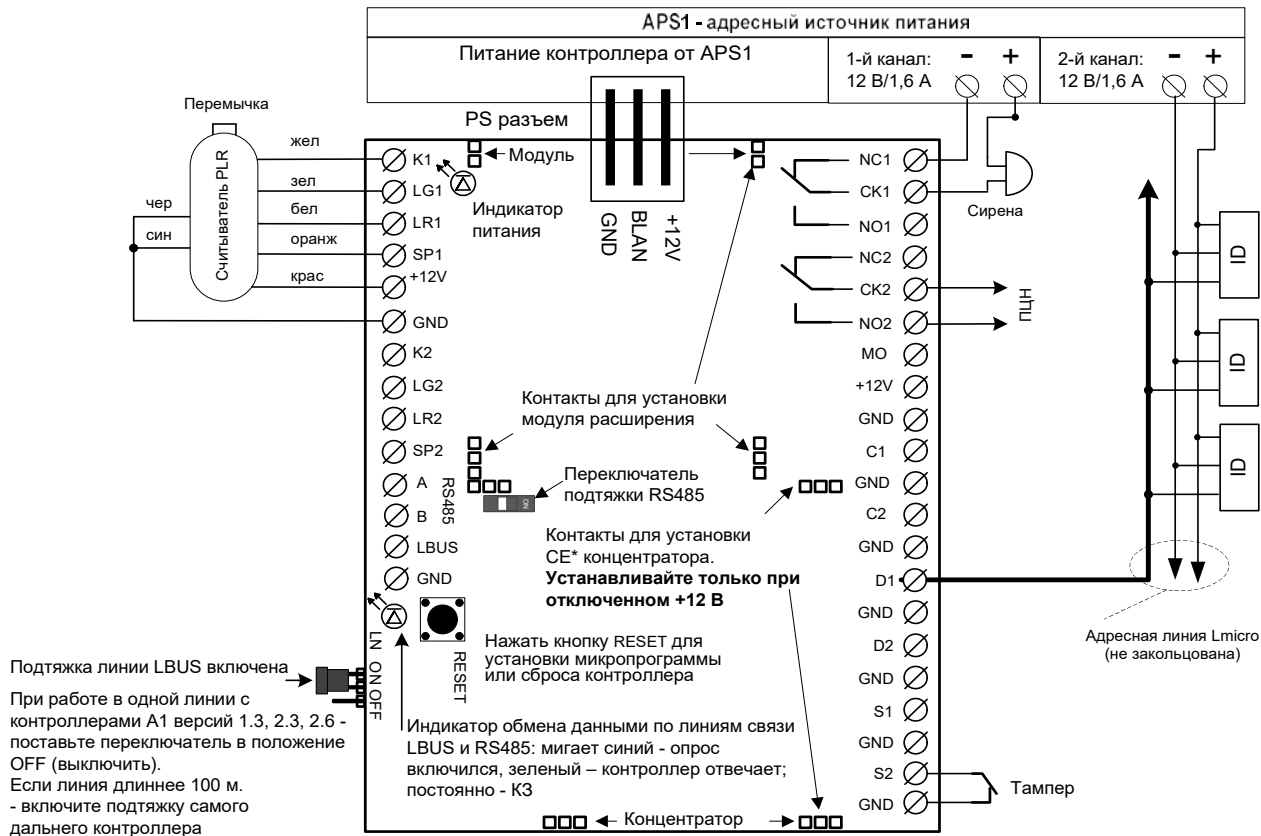 APS1 - адресный источник питания
Питание контроллера от APS1
1-й канал:
12 В/1,6 А
-
+
2-й канал:
12 В/1,6 А
-
+
PS разъем
GND
BLAN
+12V
Перемычка
Считыватель PLR
жел
зел
бел
оранж
крас
чер
син
K1
LG1
LR1
SP1
+12V
GND
K2
LG2
LR2
SP2
A
B
RS485
LBUS
GND
Модуль
Индикатор
питания
NC1
CK1
NO1
NC2
CK2
NO2
MO
+12V
GND
C1
GND
C2
GND
D1
GND
D2
GND
S1
GND
S2
GND
Сирена
ПЦН
ID
ID
ID
Контакты для установки
модуля расширения
Переключатель
подтяжки RS485
ON
Контакты для установки
CE* концентратора.
Устанавливайте только при
отключенном +12 В
Адресная линия Lmicro
(не закольцована)
Нажать кнопку RESET для
установки микропрограммы
или сброса контроллера
RESET
LN ON OFF
Подтяжка линии LBUS включена
При работе в одной линии с
контроллерами А1 версий 1.3, 2.3, 2.6 -
поставьте переключатель в положение
OFF (выключить).
Если линия длиннее 100 м.
- включите подтяжку самого
дальнего контроллера
Индикатор обмена данными по линиям связи
LBUS и RS485: мигает синий - опрос
включился, зеленый – контроллер отвечает;
постоянно - КЗ
Тампер
Концентратор